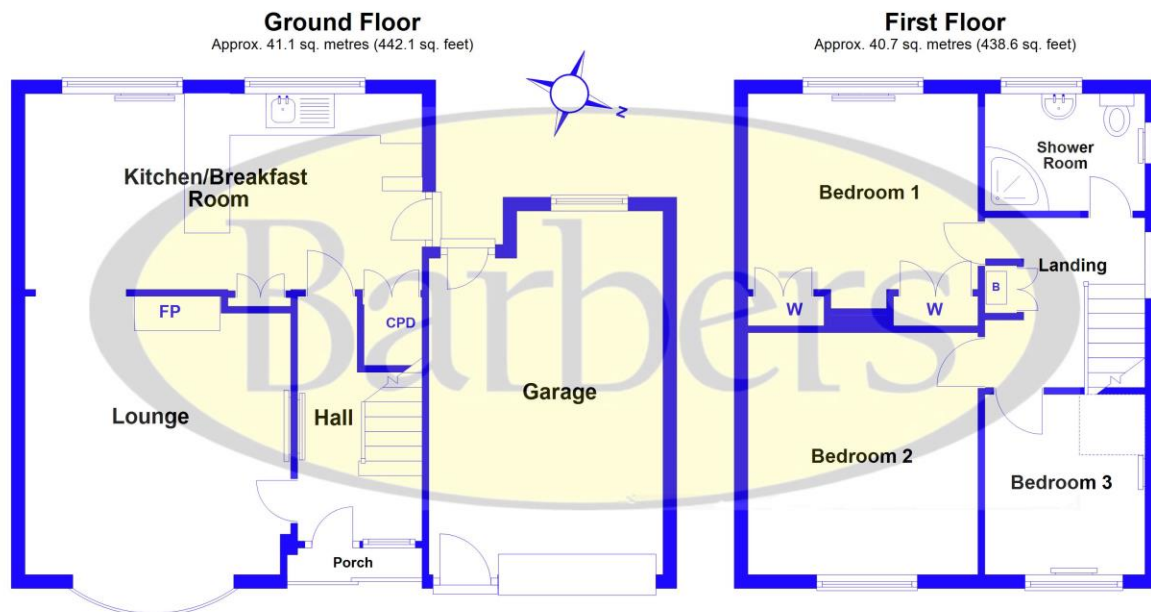 Ground Floor
Approx. 41.1 sq. metres (442.1 sq. feet)
Kitchen/Breakfast
Room
FP
CPD
Lounge
Hall
Garage
Porch
N
First Floor
Approx. 40.7 sq. metres (438.6 sq. feet)
Shower
Room
Bedroom 1
Landing
B
W
W
Bedroom 2
Bedroom 3
Barbers